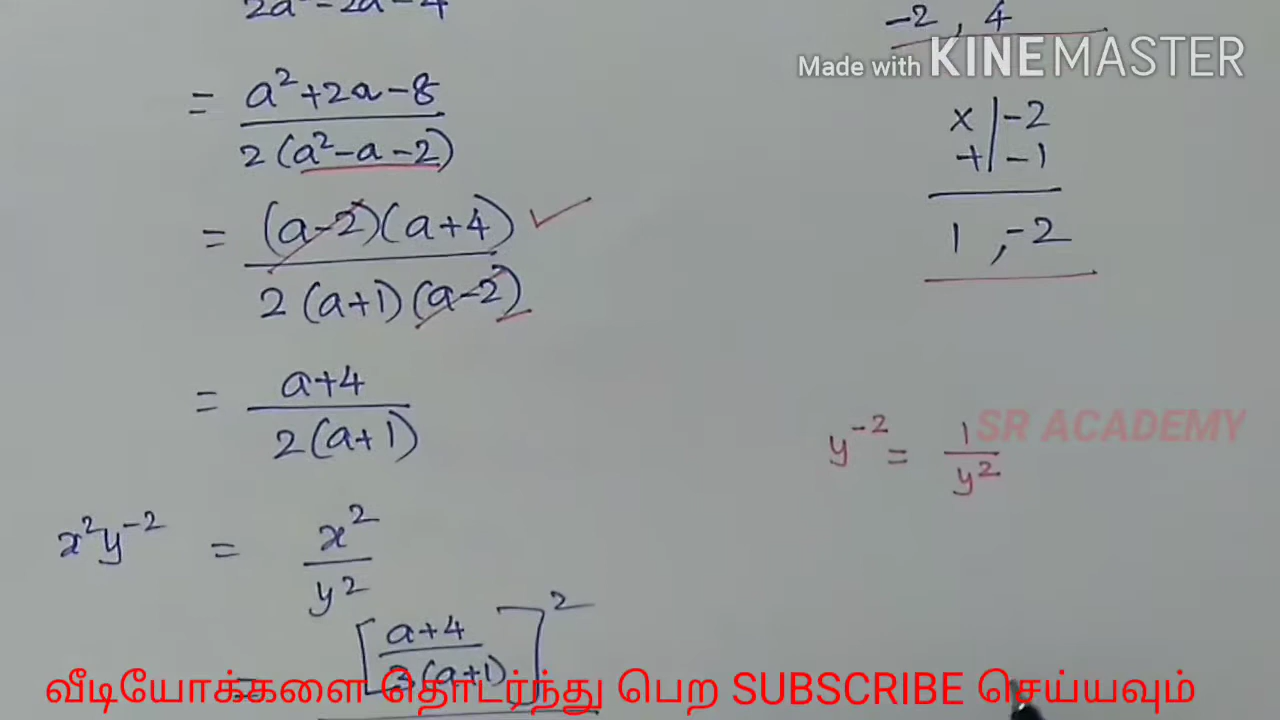 2a² - 2a - 4
= a² + 2a - 8
2(a² - a - 2)
= (a-2)(a+4)
2(a+1)(a-2)
= a+4
2(a+1)
x²y⁻² = x²
y²
[a+4
(a+1)]²
=
-2, 4
Made with KINEMASTER
x | -2
+ | -1
1, -2
SR ACADEMY
y⁻² = 1
y²
வீடியோக்களை தொடர்ந்து பெற SUBSCRIBE செய்யவும்